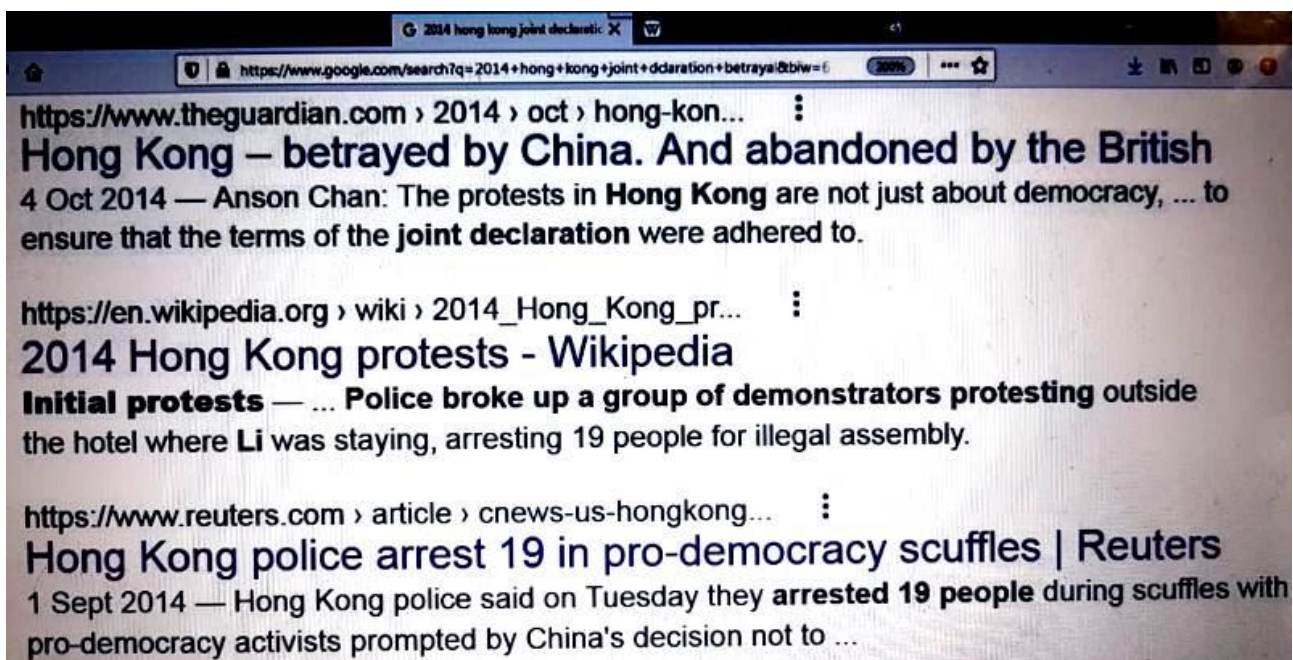 G 2014 hong kong joint declaratic
W
https://www.google.com/search?q=2014+hong+kong+joint+dclaration+betrayal&biw=6
200%
https://www.theguardian.com › 2014 › oct › hong-kon...
Hong Kong – betrayed by China. And abandoned by the British
4 Oct 2014 — Anson Chan: The protests in Hong Kong are not just about democracy, ... to
ensure that the terms of the joint declaration were adhered to.
https://en.wikipedia.org › wiki › 2014_Hong_Kong_pr...
2014 Hong Kong protests - Wikipedia
Initial protests — ... Police broke up a group of demonstrators protesting outside
the hotel where Li was staying, arresting 19 people for illegal assembly.
https://www.reuters.com › article › cnews-us-hongkong...
Hong Kong police arrest 19 in pro-democracy scuffles | Reuters
1 Sept 2014 — Hong Kong police said on Tuesday they arrested 19 people during scuffles with
pro-democracy activists prompted by China's decision not to ...